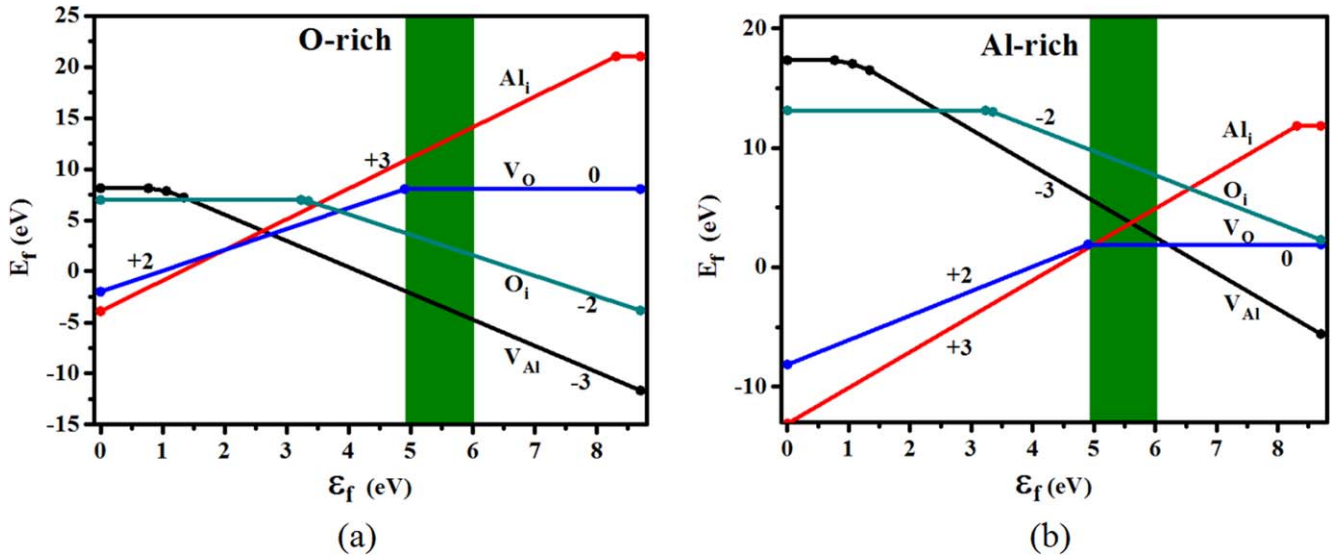 O-rich
25
20
15
10
5
0
-5
-10
-15
E_f (eV)
Al_i
+3
V_O
0
+2
O_i
-2
V_Al
-3
0 1 2 3 4 5 6 7 8
ε_f (eV)
(a)
Al-rich
20
10
0
-10
E_f (eV)
-2
Al_i
-3
O_i
V_O
+2
0
V_Al
+3
0 1 2 3 4 5 6 7 8
ε_f (eV)
(b)